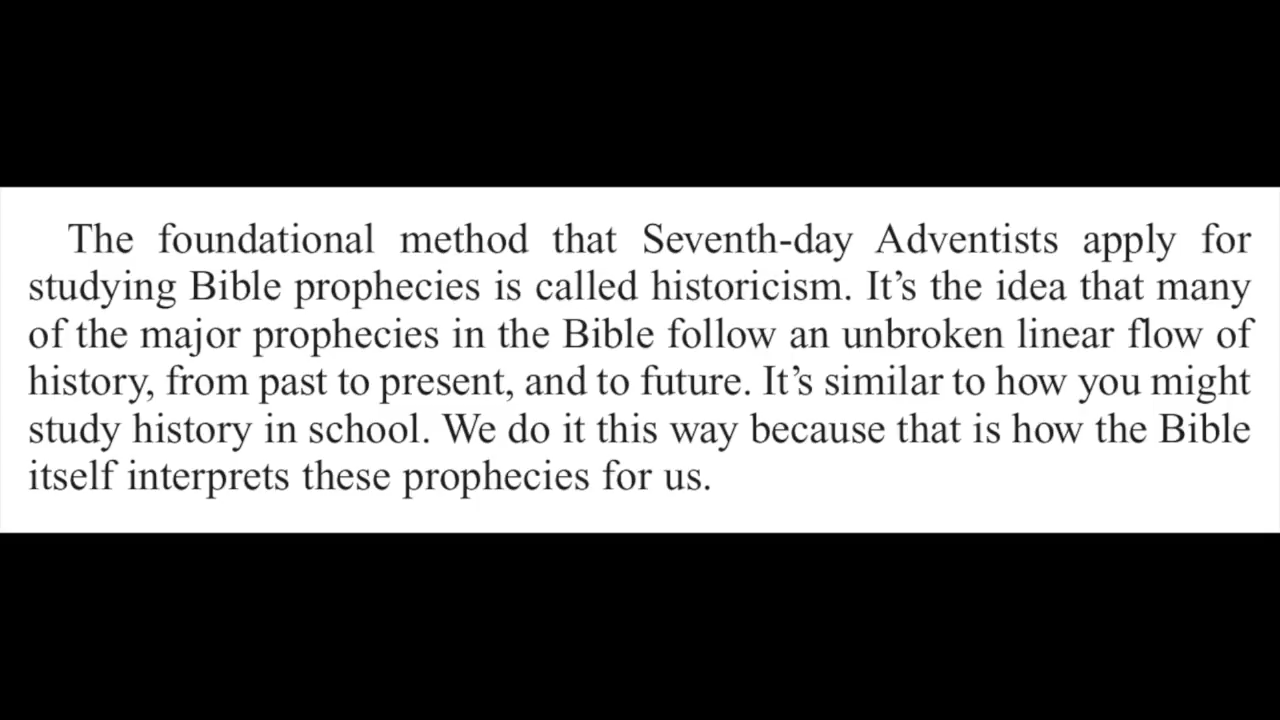 The foundational method that Seventh-day Adventists apply for
studying Bible prophecies is called historicism. It’s the idea that many
of the major prophecies in the Bible follow an unbroken linear flow of
history, from past to present, and to future. It’s similar to how you might
study history in school. We do it this way because that is how the Bible
itself interprets these prophecies for us.